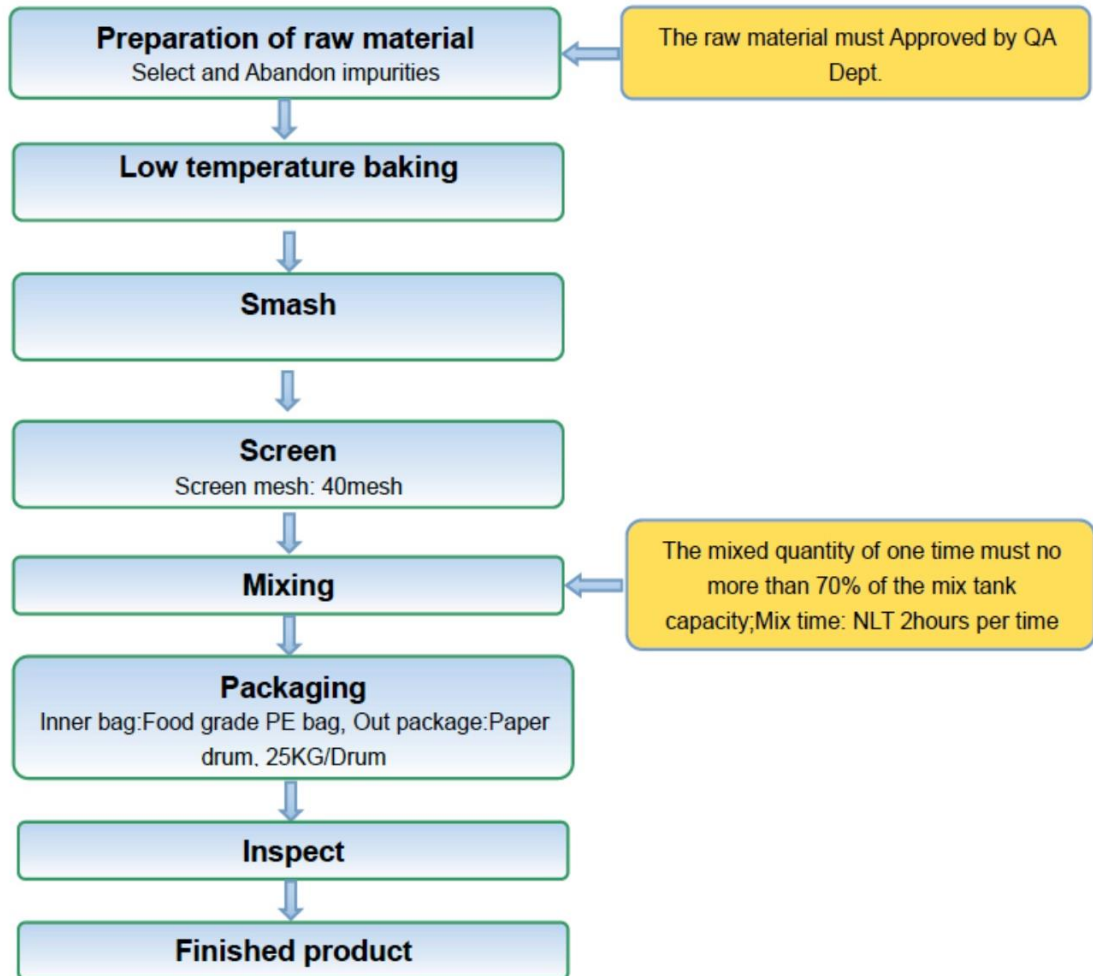 Preparation of raw material
Select and Abandon impurities
The raw material must Approved by QA
Dept.
Low temperature baking
Smash
Screen
Screen mesh: 40mesh
Mixing
The mixed quantity of one time must no
more than 70% of the mix tank
capacity;Mix time: NLT 2hours per time
Packaging
Inner bag:Food grade PE bag, Out package:Paper
drum, 25KG/Drum
Inspect
Finished product